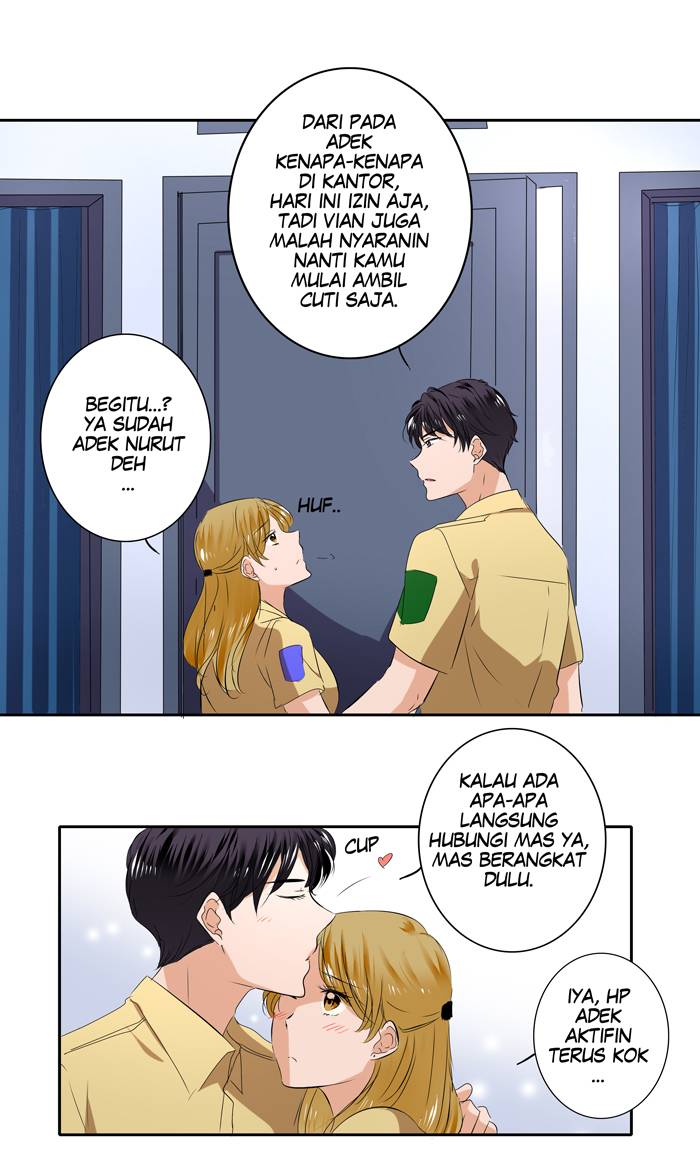 DARI PADA
ADEK
KENAPA-KENAPA
DI KANTOR,
HARI INI IZIN AJA,
TADI VIAN JUGA
MALAH NYARANIN
NANTI KAMU
MULAI AMBIL
CUTI SAJA.
BEGITU...?
YA SUDAH
ADEK NURUT
DEH
...
HUF..
KALAU ADA
APA-APA
LANGSUNG
HUBUNGI MAS YA,
MAS BERANGKAT
DULU.
CUP
IYA, HP
ADEK
AKTIFIN
TERUS KOK
...